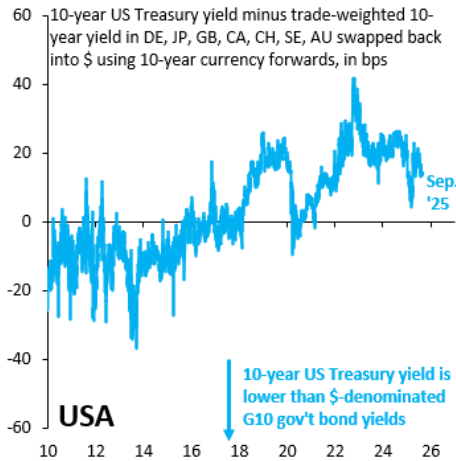 60
10-year US Treasury yield minus trade-weighted 10-
year yield in DE, JP, GB, CA, CH, SE, AU swapped back
into $ using 10-year currency forwards, in bps
40
20
Sep.
'25
0
-20
-40
10-year US Treasury yield is
lower than $-denominated
G10 gov't bond yields
USA
-60
10 12 14 16 18 20 22 24 26